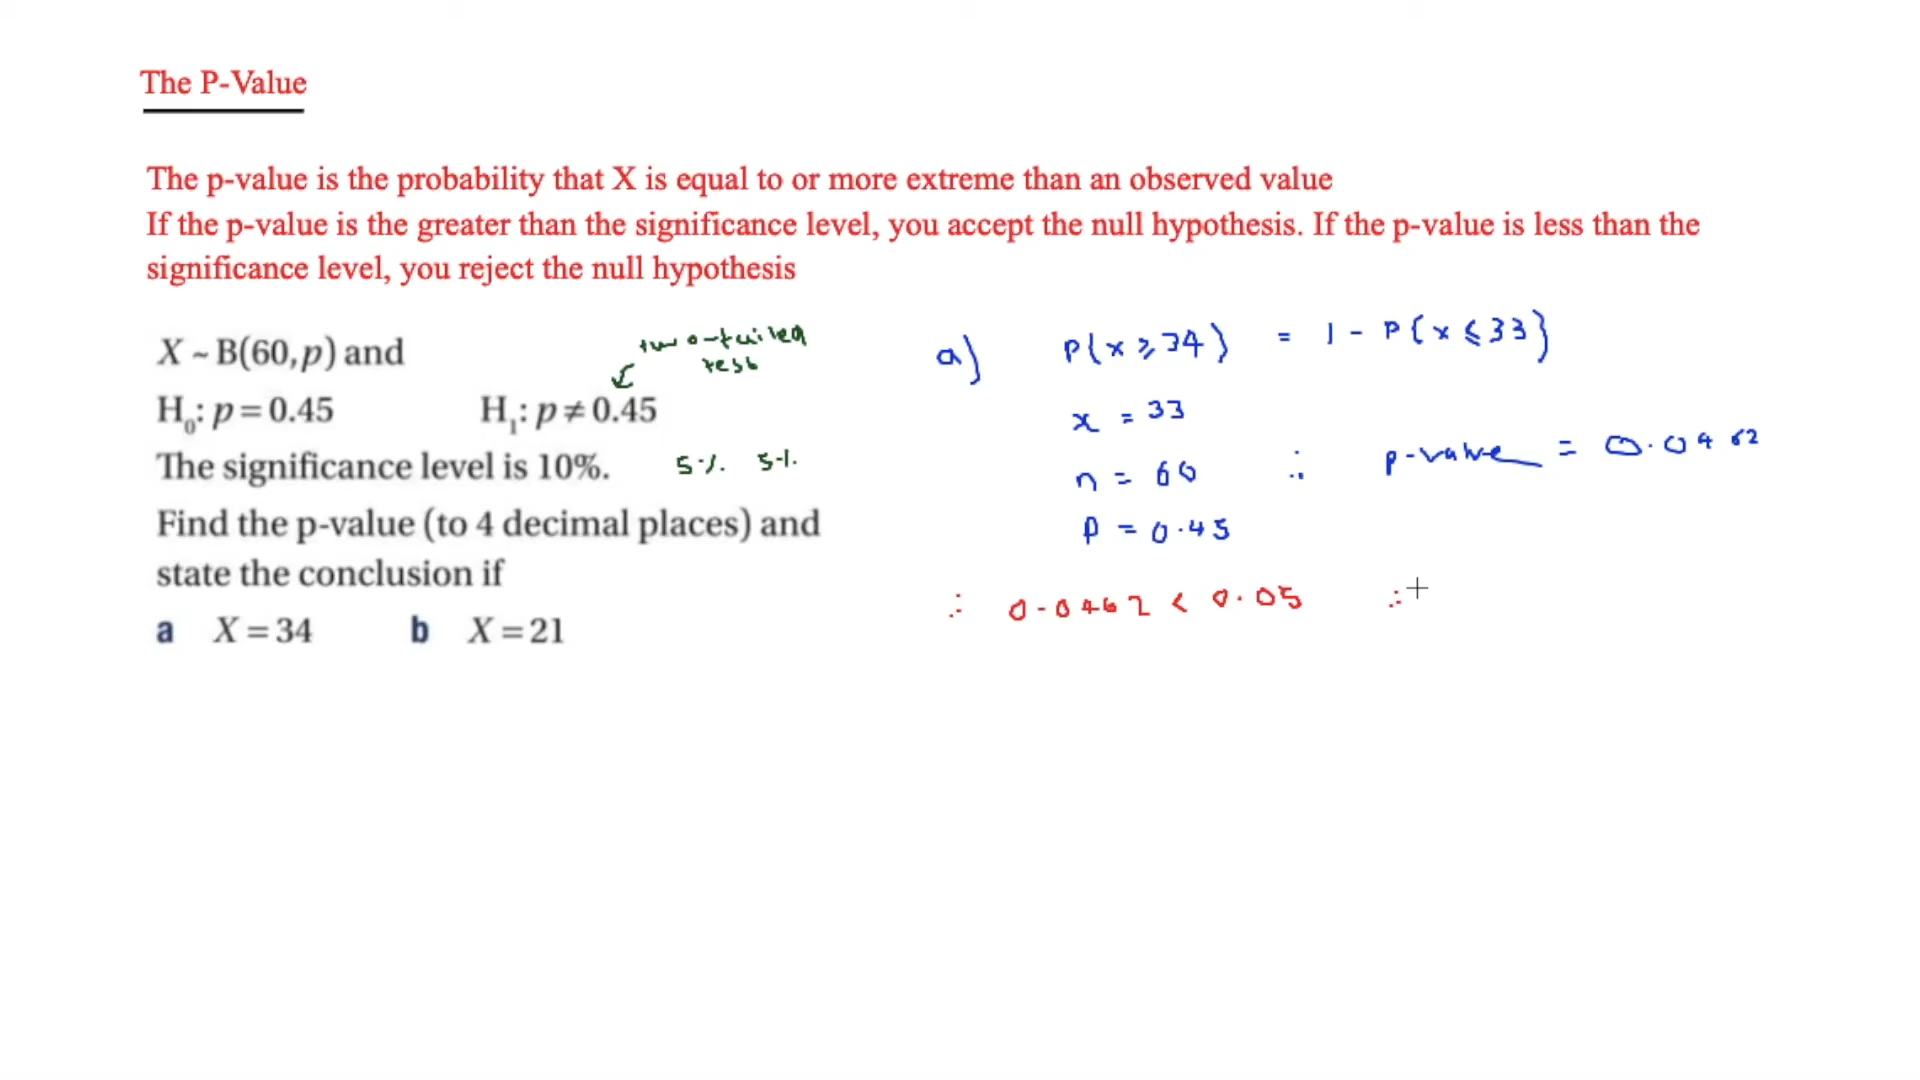 The P-Value
The p-value is the probability that X is equal to or more extreme than an observed value
If the p-value is the greater than the significance level, you accept the null hypothesis. If the p-value is less than the
significance level, you reject the null hypothesis
X ~ B(60, p) and
H₀: p = 0.45 H₁: p ≠ 0.45
two-tailed
test
The significance level is 10%. 5% 5%
Find the p-value (to 4 decimal places) and
state the conclusion if
a X = 34 b X = 21
a) P(x ≥ 34) = 1 - P(x ≤ 33)
x = 33
n = 60 ∴ p-value = 0.0462
p = 0.45
∴ 0.0462 < 0.05 ∴